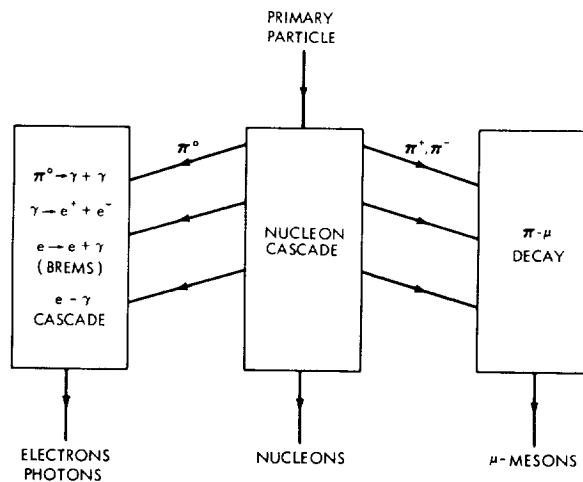 PRIMARY
PARTICLE
π°
π⁺, π⁻
π°→γ + γ
γ→e⁺ + e⁻
e→e + γ
(BREMS)
e – γ
CASCADE
NUCLEON
CASCADE
π-μ
DECAY
ELECTRONS
PHOTONS
NUCLEONS
μ-MESONS